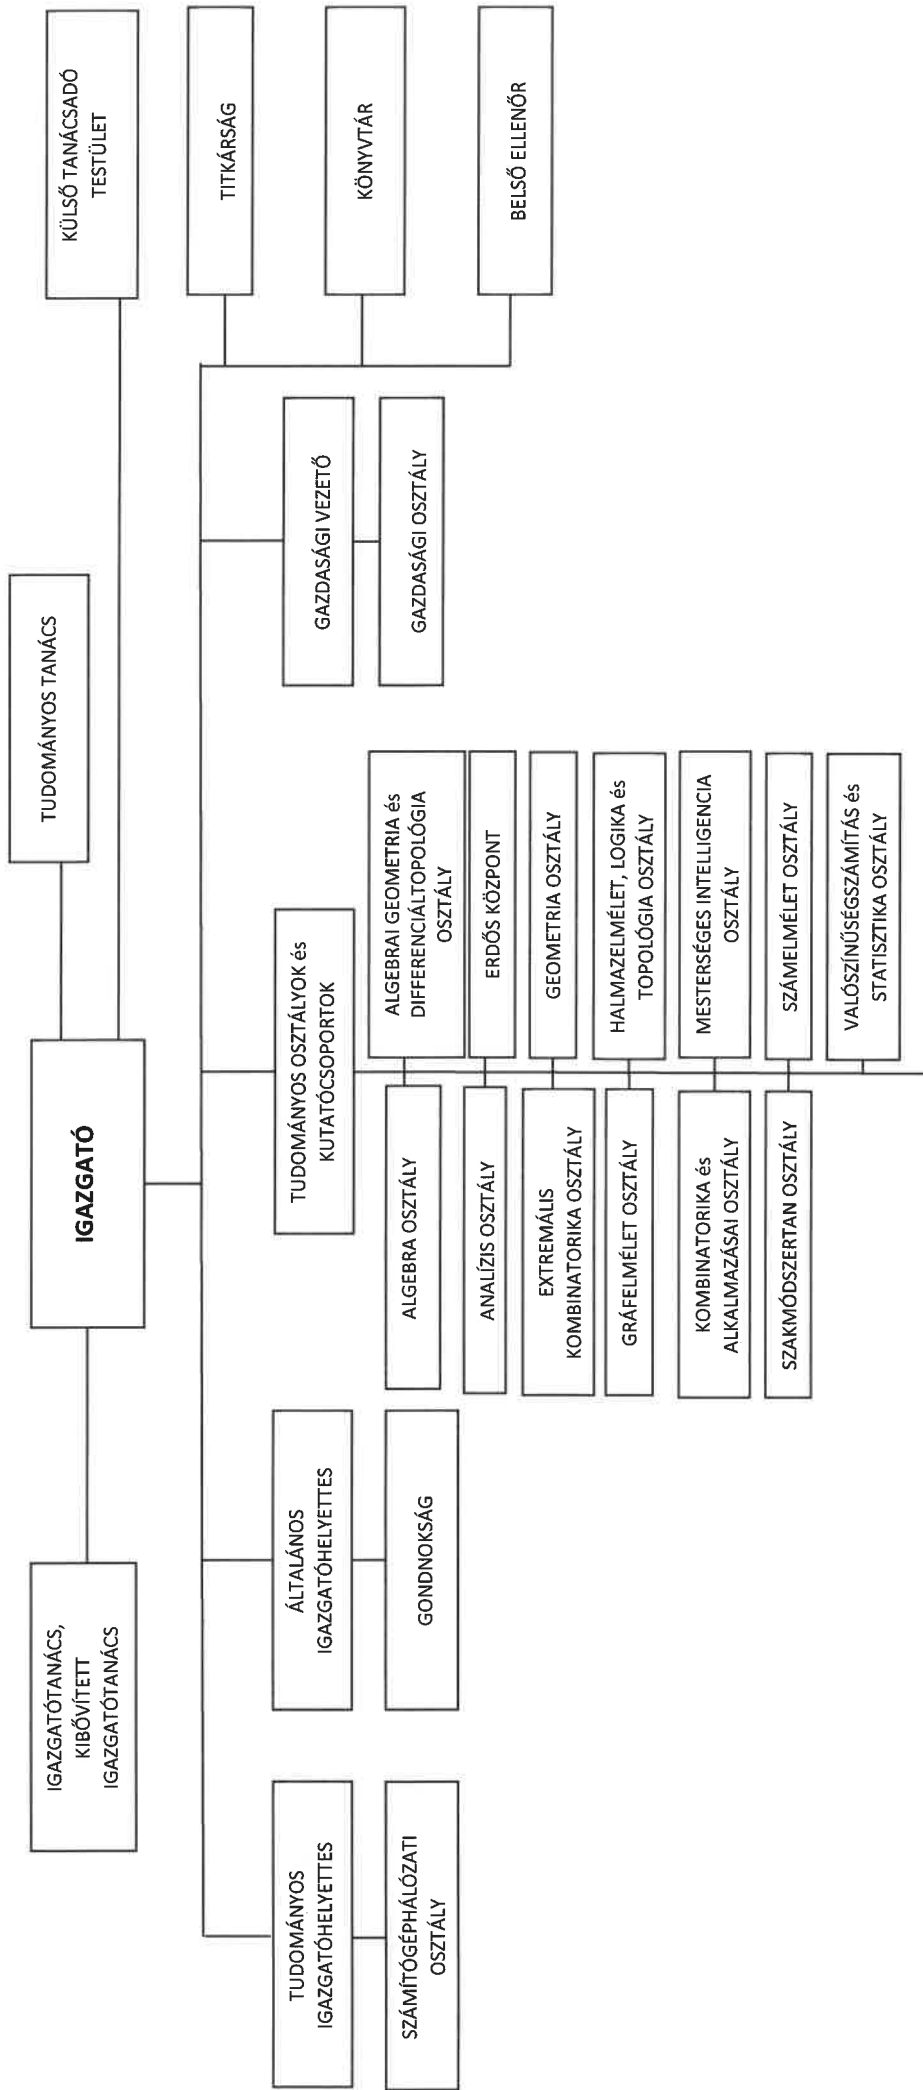 TUDOMÁNYOS TANÁCS
KÜLSŐ TANÁCSADÓ
TESTÜLET
IGAZGATÓ
IGAZGATÓTANÁCS,
KIBŐVÍTETT
IGAZGATÓTANÁCS
TUDOMÁNYOS
IGAZGATÓHELYETTES
SZÁMÍTÓGÉPHÁLÓZATI
OSZTÁLY
ÁLTALÁNOS
IGAZGATÓHELYETTES
GONDNOKSÁG
TUDOMÁNYOS OSZTÁLYOK és
KUTATÓCSOPORTOK
ALGEBRA OSZTÁLY
ALGEBRAI GEOMETRIA és
DIFFERENCIÁLTOPOLÓGIA
OSZTÁLY
ANALÍZIS OSZTÁLY
ERDŐS KÖZPONT
EXTREMÁLIS
KOMBINATORIKA OSZTÁLY
GEOMETRIA OSZTÁLY
GRÁFELMÉLET OSZTÁLY
HALMAZELMÉLET, LOGIKA és
TOPOLÓGIA OSZTÁLY
KOMBINATORIKA és
ALKALMAZÁSAI OSZTÁLY
MESTERSÉGES INTELLIGENCIA
OSZTÁLY
SZAKMÓDSZERTAN OSZTÁLY
SZÁMELMÉLET OSZTÁLY
VALÓSZÍNŰSÉGSZÁMÍTÁS és
STATISZTIKA OSZTÁLY
GAZDASÁGI VEZETŐ
GAZDASÁGI OSZTÁLY
TITKÁRSÁG
KÖNYVTÁR
BELSŐ ELLENŐR